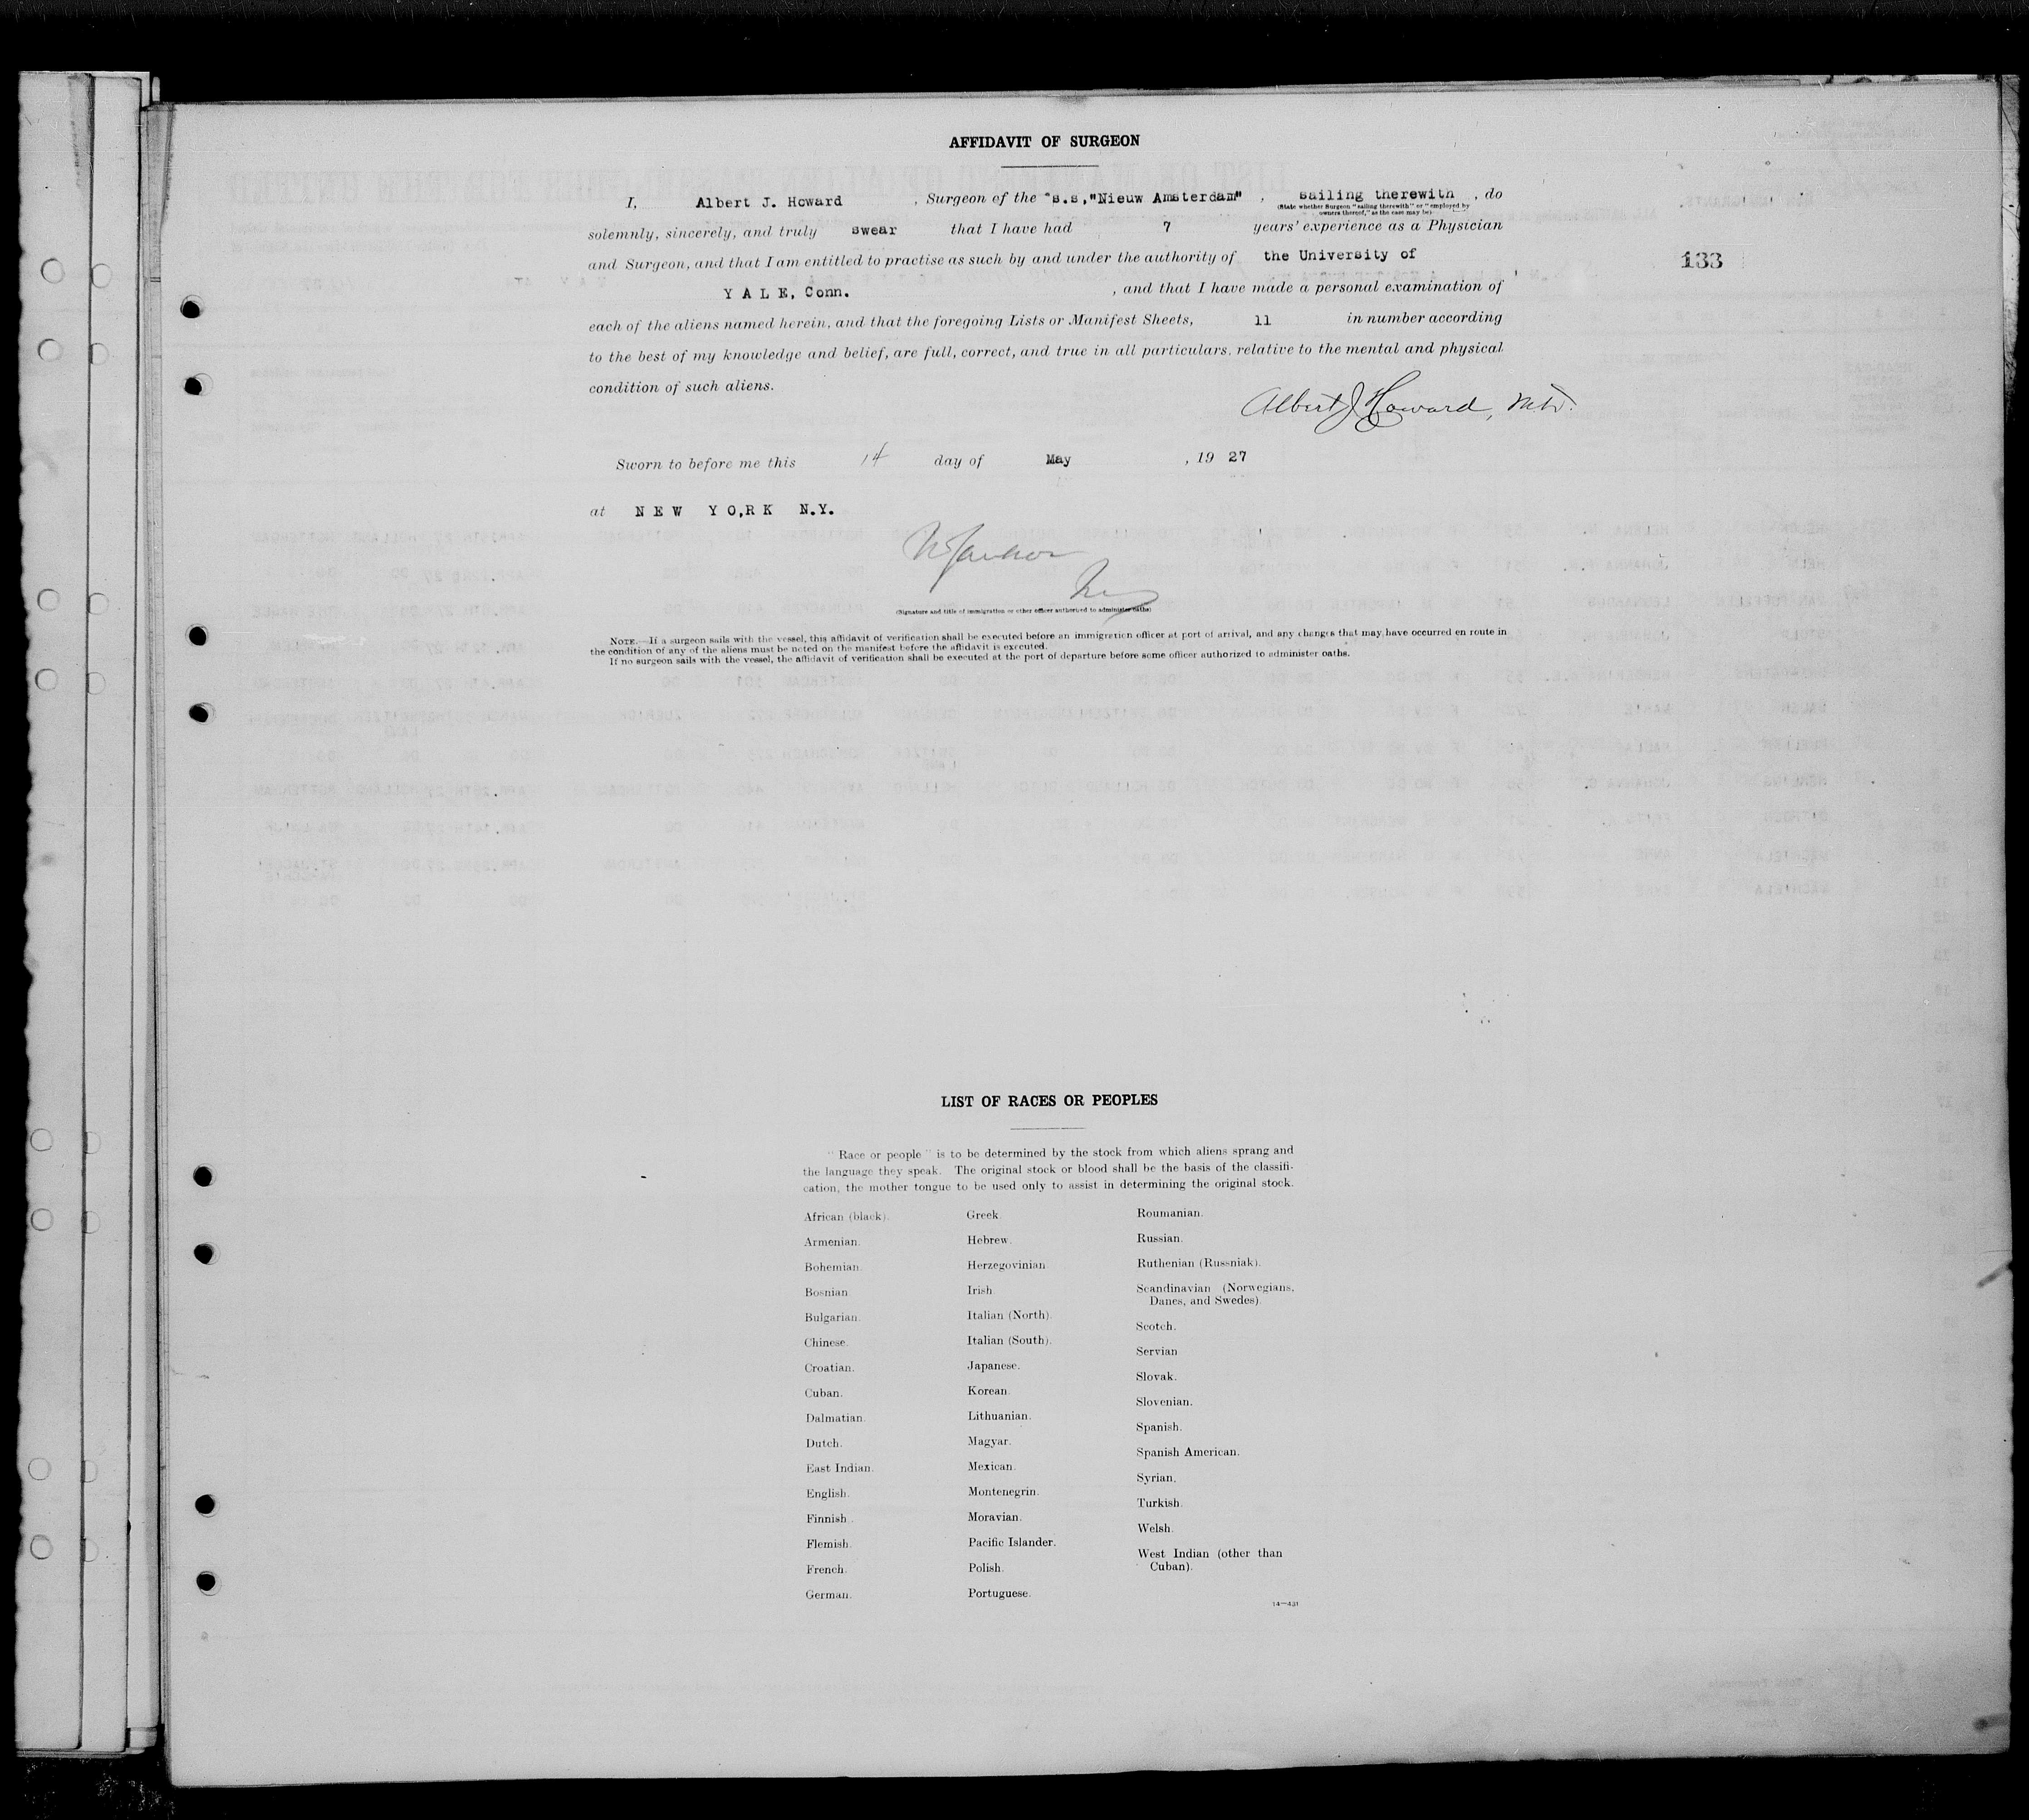 AFFIDAVIT OF SURGEON
I, Albert J. Howard , Surgeon of the "s.s,"Nieuw Amsterdam" , sailing therewith , do
(State whether Surgeon "sailing therewith" or "employed by
owners thereof," as the case may be)
solemnly, sincerely, and truly swear that I have had 7 years' experience as a Physician
and Surgeon, and that I am entitled to practise as such by and under the authority of the University of
133
Y A L E, Conn. , and that I have made a personal examination of
each of the aliens named herein, and that the foregoing Lists or Manifest Sheets, 11 in number according
to the best of my knowledge and belief, are full, correct, and true in all particulars, relative to the mental and physical
condition of such aliens.
Albert J Howard, M.D.
Sworn to before me this 14 day of May , 19 27
at N E W Y O,R K N.Y.
(Signature and title of immigration or other officer authorized to administer oaths)
NOTE.—If a surgeon sails with the vessel, this affidavit of verification shall be executed before an immigration officer at port of arrival, and any changes that may have occurred en route in
the condition of any of the aliens must be noted on the manifest before the affidavit is executed.
If no surgeon sails with the vessel, the affidavit of verification shall be executed at the port of departure before some officer authorized to administer oaths.
LIST OF RACES OR PEOPLES
"Race or people" is to be determined by the stock from which aliens sprang and
the language they speak. The original stock or blood shall be the basis of the classifi-
cation, the mother tongue to be used only to assist in determining the original stock.
African (black).
Armenian.
Bohemian.
Bosnian.
Bulgarian.
Chinese.
Croatian.
Cuban.
Dalmatian.
Dutch.
East Indian.
English.
Finnish.
Flemish.
French.
German.
Greek.
Hebrew.
Herzegovinian
Irish.
Italian (North).
Italian (South).
Japanese.
Korean.
Lithuanian.
Magyar.
Mexican.
Montenegrin.
Moravian.
Pacific Islander.
Polish.
Portuguese.
Roumanian.
Russian.
Ruthenian (Russniak).
Scandinavian (Norwegians,
Danes, and Swedes).
Scotch.
Servian
Slovak.
Slovenian.
Spanish.
Spanish American.
Syrian.
Turkish.
Welsh.
West Indian (other than
Cuban).
14—431